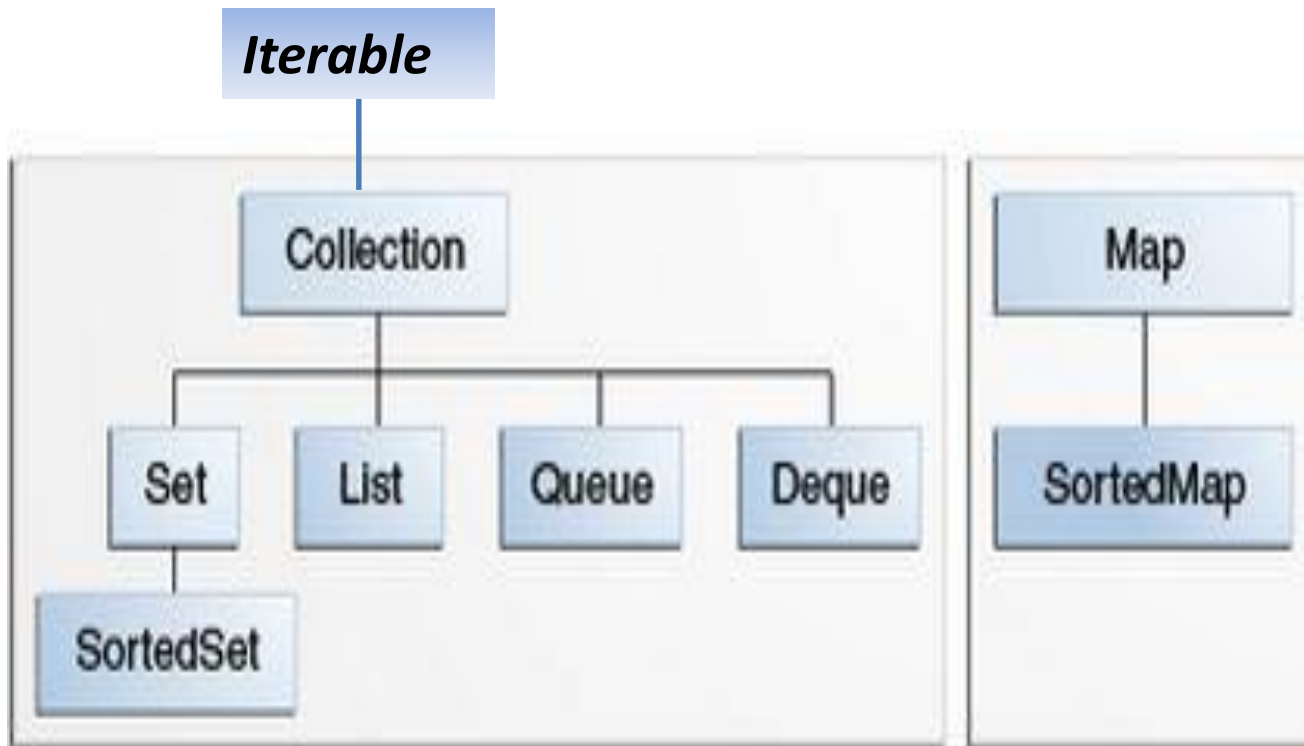 Iterable
Collection
Map
Set
List
Queue
Deque
SortedMap
SortedSet